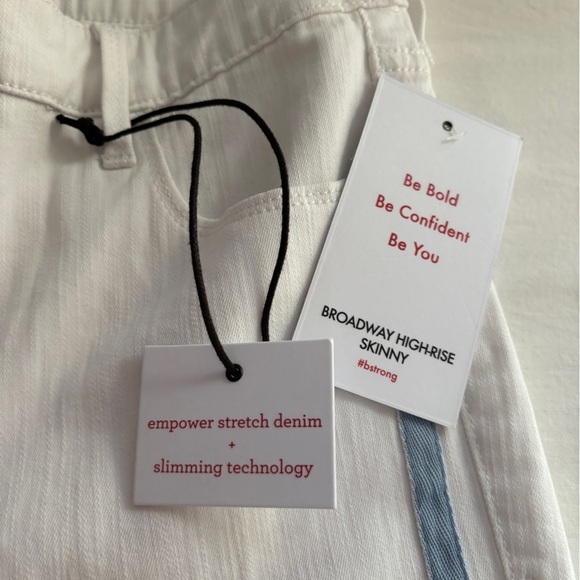 Be Bold
Be Confident
Be You
BROADWAY HIGH-RISE
SKINNY
#bstrong
empower stretch denim
+
slimming technology